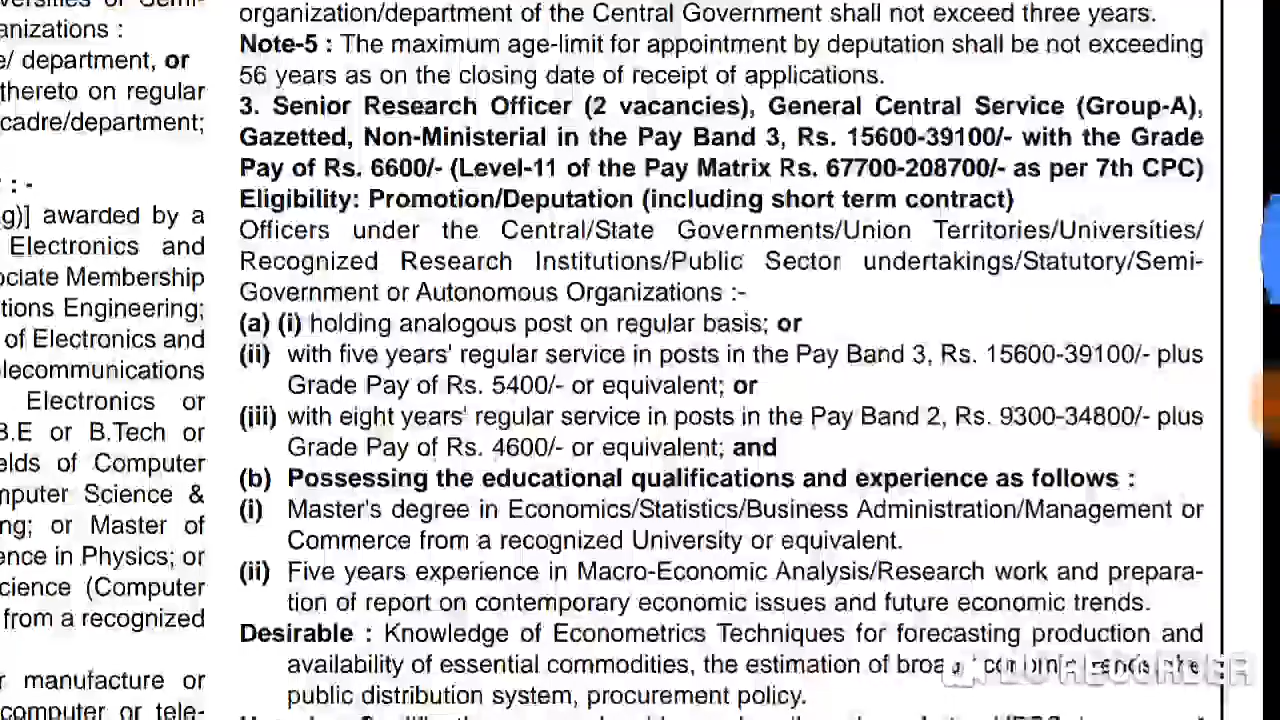 versities or Semi-
anizations :
e/ department, or
thereto on regular
cadre/department;
: -
g)] awarded by a
Electronics and
ociate Membership
tions Engineering;
of Electronics and
lecommunications
Electronics or
B.E or B.Tech or
elds of Computer
mputer Science &
ng; or Master of
ence in Physics; or
cience (Computer
from a recognized
r manufacture or
computer or tele-
organization/department of the Central Government shall not exceed three years.
Note-5 : The maximum age-limit for appointment by deputation shall be not exceeding
56 years as on the closing date of receipt of applications.
3. Senior Research Officer (2 vacancies), General Central Service (Group-A),
Gazetted, Non-Ministerial in the Pay Band 3, Rs. 15600-39100/- with the Grade
Pay of Rs. 6600/- (Level-11 of the Pay Matrix Rs. 67700-208700/- as per 7th CPC)
Eligibility: Promotion/Deputation (including short term contract)
Officers under the Central/State Governments/Union Territories/Universities/
Recognized Research Institutions/Public Sector undertakings/Statutory/Semi-
Government or Autonomous Organizations :-
(a) (i) holding analogous post on regular basis; or
(ii) with five years' regular service in posts in the Pay Band 3, Rs. 15600-39100/- plus
Grade Pay of Rs. 5400/- or equivalent; or
(iii) with eight years' regular service in posts in the Pay Band 2, Rs. 9300-34800/- plus
Grade Pay of Rs. 4600/- or equivalent; and
(b) Possessing the educational qualifications and experience as follows :
(i) Master's degree in Economics/Statistics/Business Administration/Management or
Commerce from a recognized University or equivalent.
(ii) Five years experience in Macro-Economic Analysis/Research work and prepara-
tion of report on contemporary economic issues and future economic trends.
Desirable : Knowledge of Econometrics Techniques for forecasting production and
availability of essential commodities, the estimation of
public distribution system, procurement policy.
RECORDER